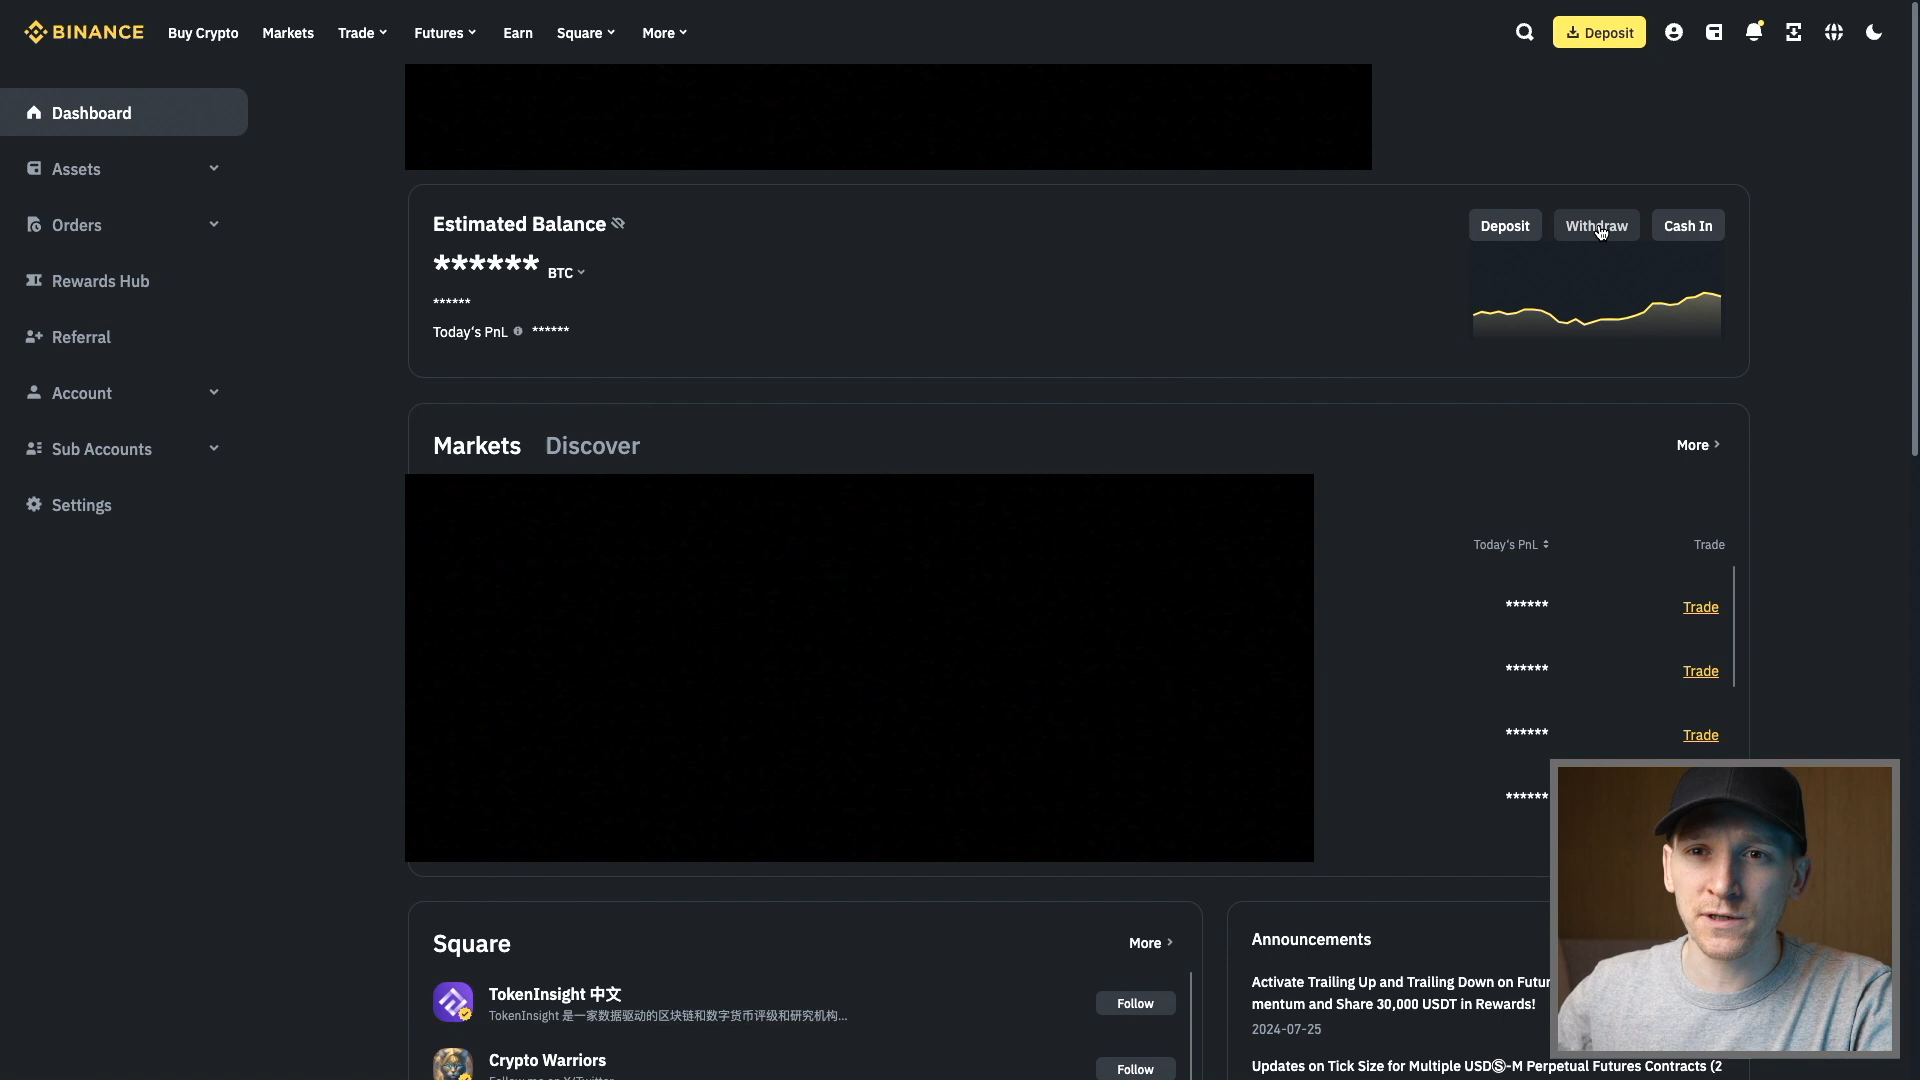 BINANCE Buy Crypto Markets Trade Futures Earn Square More Deposit
Dashboard
Assets
Orders
Rewards Hub
Referral
Account
Sub Accounts
Settings
Estimated Balance
Deposit Withdraw Cash In
****** BTC
******
Today's PnL ******
Markets Discover More
Today's PnL Trade
****** Trade
****** Trade
****** Trade
******
Square More
TokenInsight 中文
TokenInsight 是一家数据驱动的区块链和数字货币评级和研究机构...
Follow
Crypto Warriors
Follow
Announcements
Activate Trailing Up and Trailing Down on Futur
mentum and Share 30,000 USDT in Rewards!
2024-07-25
Updates on Tick Size for Multiple USDⓈ-M Perpetual Futures Contracts (2